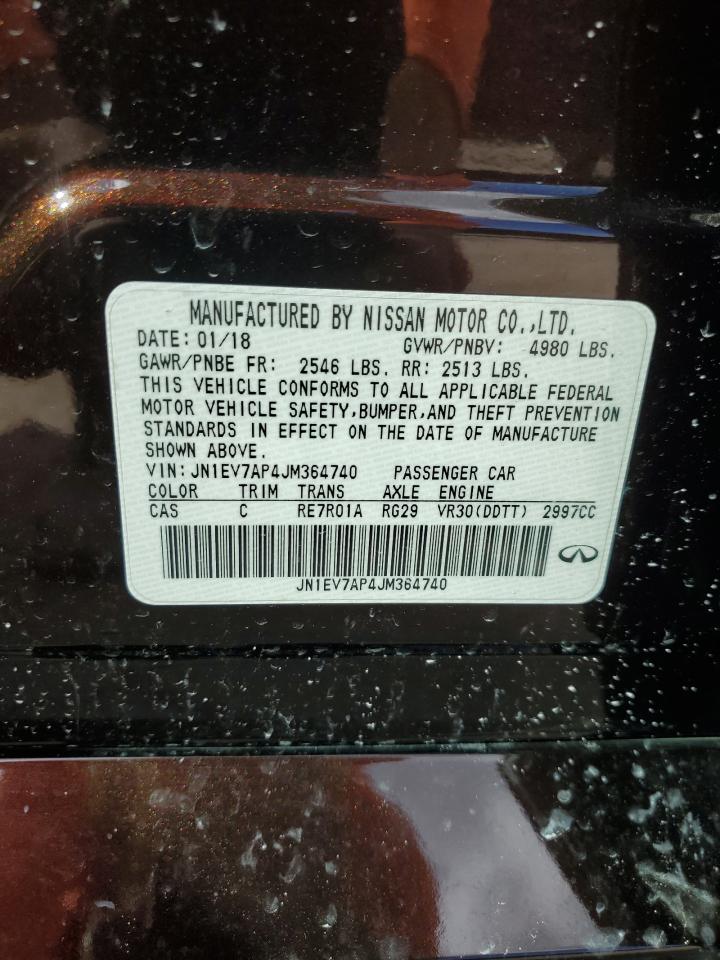 MANUFACTURED BY NISSAN MOTOR CO.,LTD.
DATE: 01/18 GVWR/PNBV: 4980 LBS.
GAWR/PNBE FR: 2546 LBS. RR: 2513 LBS.
THIS VEHICLE CONFORMS TO ALL APPLICABLE FEDERAL
MOTOR VEHICLE SAFETY,BUMPER,AND THEFT PREVENTION
STANDARDS IN EFFECT ON THE DATE OF MANUFACTURE
SHOWN ABOVE.
VIN: JN1EV7AP4JM364740 PASSENGER CAR
COLOR TRIM TRANS AXLE ENGINE
CAS C RE7R01A RG29 VR30(DDTT) 2997CC
JN1EV7AP4JM364740